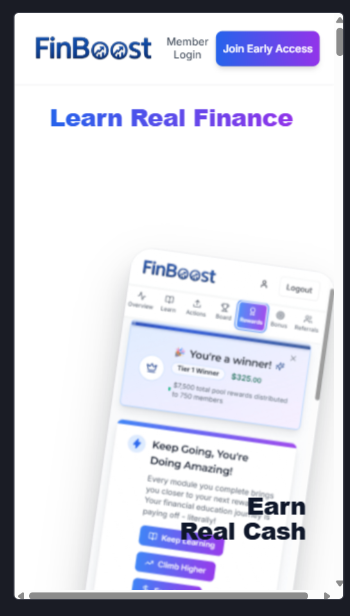 FinBoost
Member
Login
Join Early Access
Learn Real Finance
FinBoost
Logout
Overview
Learn
Actions
Board
Rewards
Bonus
Referrals
🎉 You're a winner!
Tier 1 Winner
$325.00
$7,500 total pool rewards distributed
to 750 members
Keep Going, You're
Doing Amazing!
Every module you complete brings
you closer to your next reward
Your financial education journey is
paying off - literally!
Earn
Real Cash
Keep Learning
Climb Higher